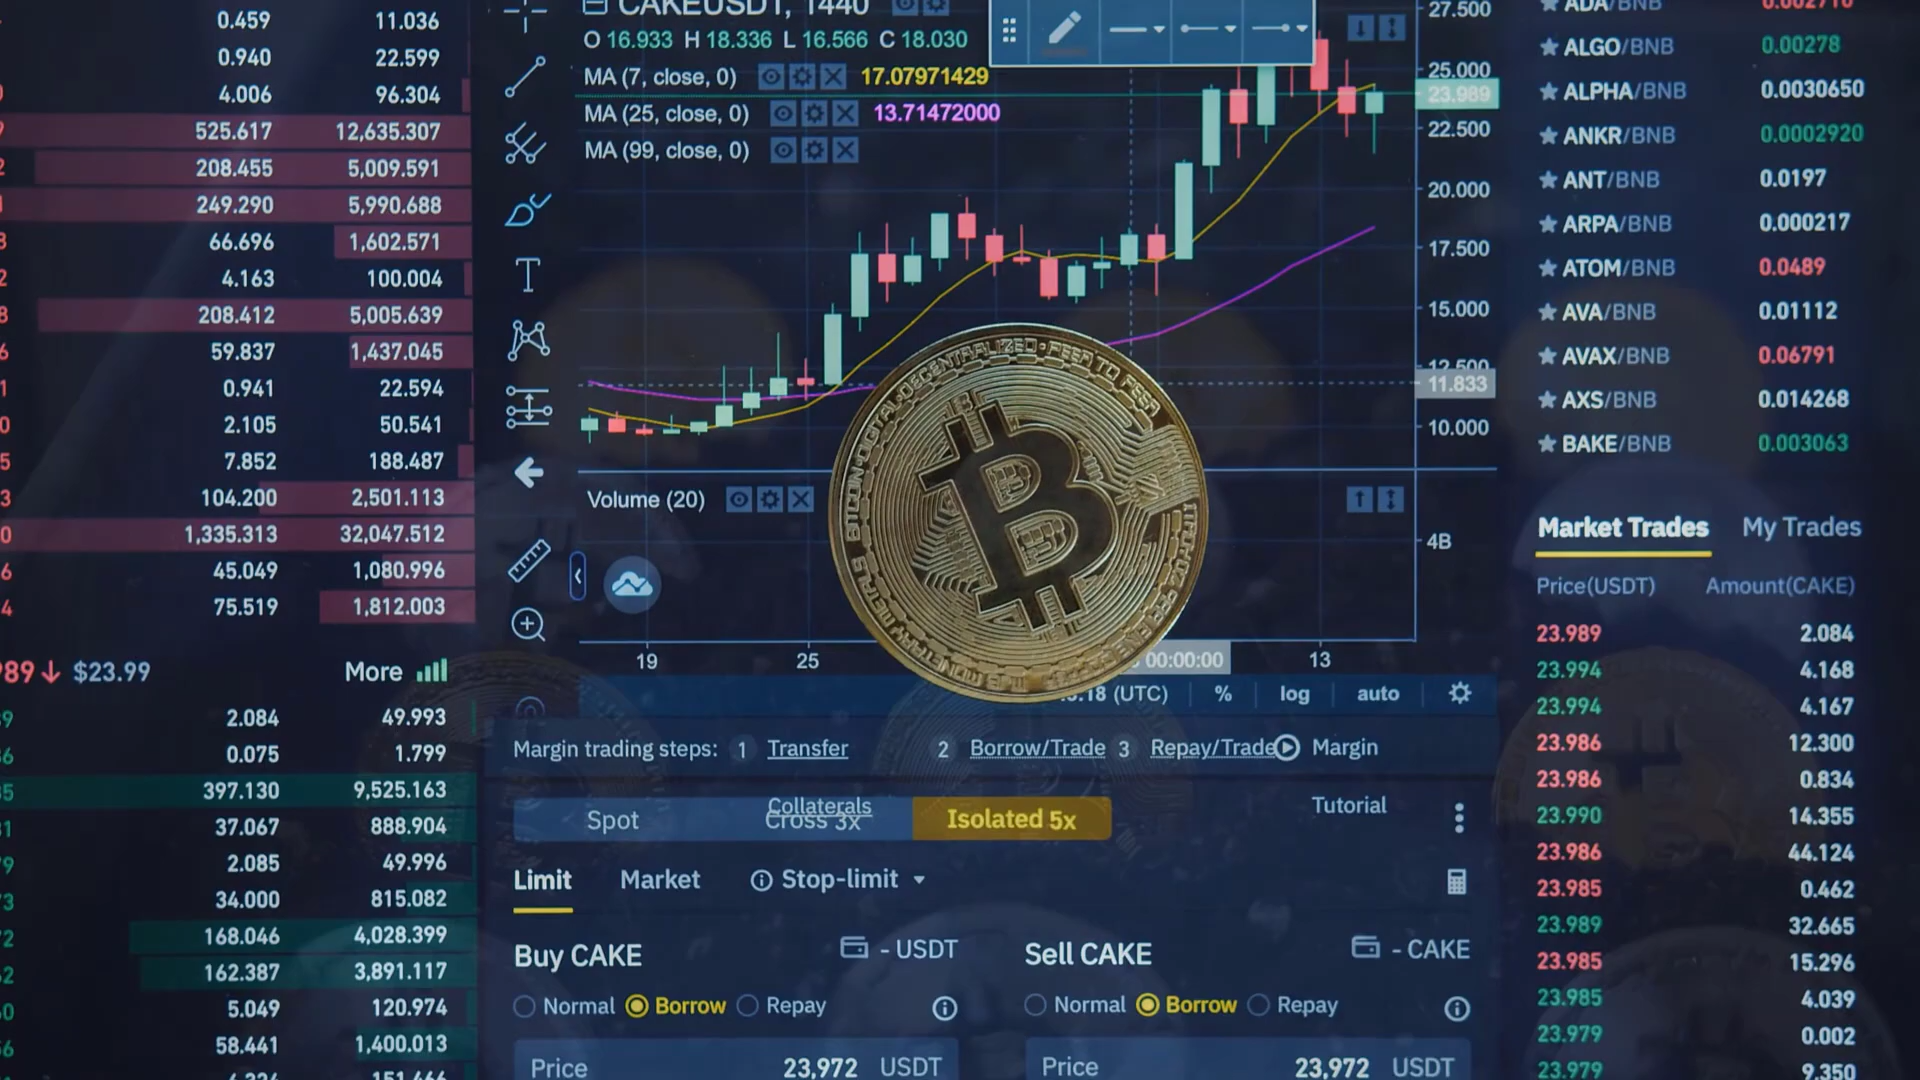 0.459 11.036
0.940 22.599
4.006 96.304
525.617 12,635.307
208.455 5,009.591
249.290 5,990.688
66.696 1,602.571
4.163 100.004
208.412 5,005.639
59.837 1,437.045
0.941 22.594
2.105 50.541
7.852 188.487
104.200 2,501.113
1,335.313 32,047.512
45.049 1,080.996
75.519 1,812.003
989↓ $23.99 More
2.084 49.993
0.075 1.799
397.130 9,525.163
37.067 888.904
2.085 49.996
34.000 815.082
168.046 4,028.399
162.387 3,891.117
5.049 120.974
58.441 1,400.013
CAKEUSDT, 1440
O 16.933 H 18.336 L 16.566 C 18.030
MA (7, close, 0) 17.07971429
MA (25, close, 0) 13.71472000
MA (99, close, 0)
27.500
25.000
23.989
22.500
20.000
17.500
15.000
12.500
11.833
10.000
Volume (20)
4B
BITCOIN·DIGITAL·DECENTRALIZED·PEER TO PEER
19 25 00:00:00 13
(UTC) % log auto
Margin trading steps: 1 Transfer 2 Borrow/Trade 3 Repay/Trade Margin
Collaterals Tutorial
Spot Cross 3x Isolated 5x
Limit Market Stop-limit
Buy CAKE - USDT Sell CAKE - CAKE
Normal Borrow Repay Normal Borrow Repay
Price 23,972 USDT Price 23,972 USDT
ADA/BNB
ALGO/BNB 0.00278
ALPHA/BNB 0.0030650
ANKR/BNB 0.0002920
ANT/BNB 0.0197
ARPA/BNB 0.000217
ATOM/BNB 0.0489
AVA/BNB 0.01112
AVAX/BNB 0.06791
AXS/BNB 0.014268
BAKE/BNB 0.003063
Market Trades My Trades
Price(USDT) Amount(CAKE)
23.989 2.084
23.994 4.168
23.994 4.167
23.986 12.300
23.986 0.834
23.990 14.355
23.986 44.124
23.985 0.462
23.989 32.665
23.985 15.296
23.985 4.039
23.979 0.002
23.979 9.350